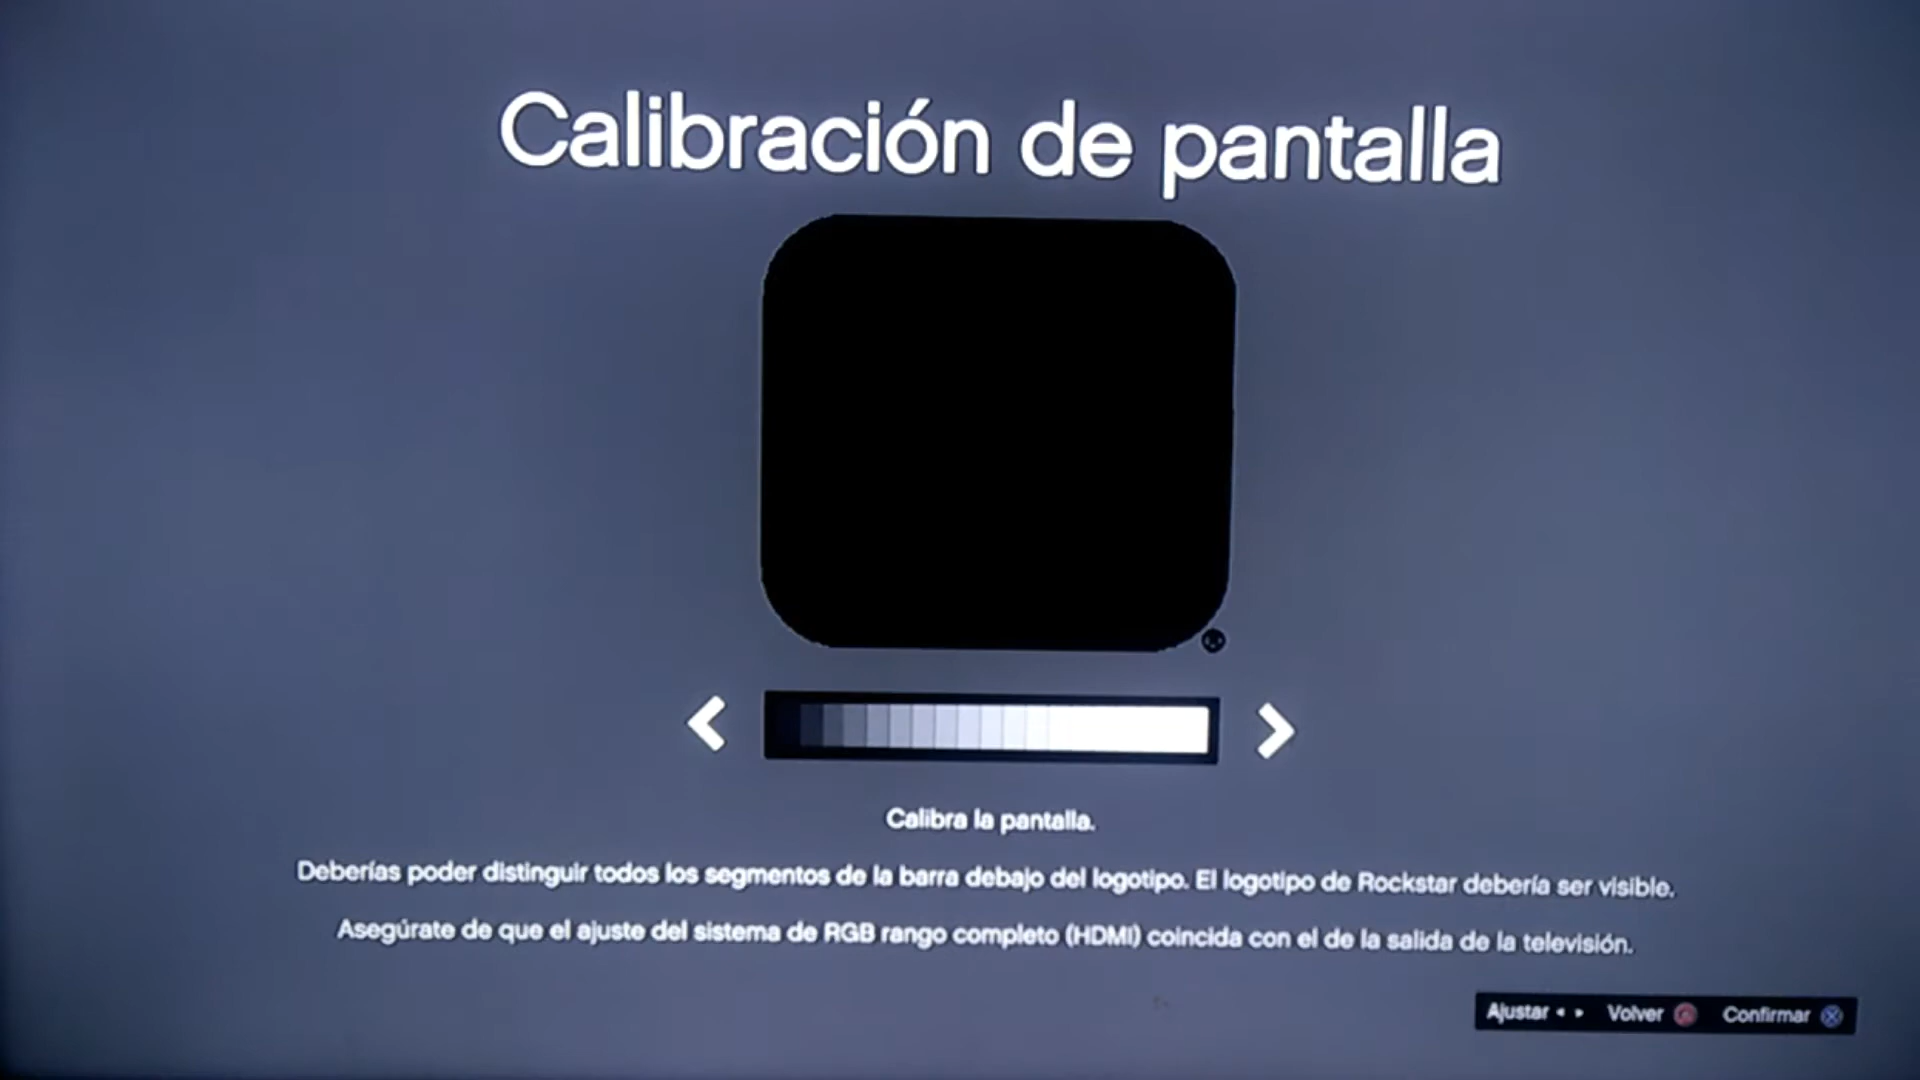 Calibración de pantalla
Calibra la pantalla.
Deberías poder distinguir todos los segmentos de la barra debajo del logotipo. El logotipo de Rockstar debería ser visible.
Asegúrate de que el ajuste del sistema de RGB rango completo (HDMI) coincida con el de la salida de la televisión.
Ajustar Volver Confirmar